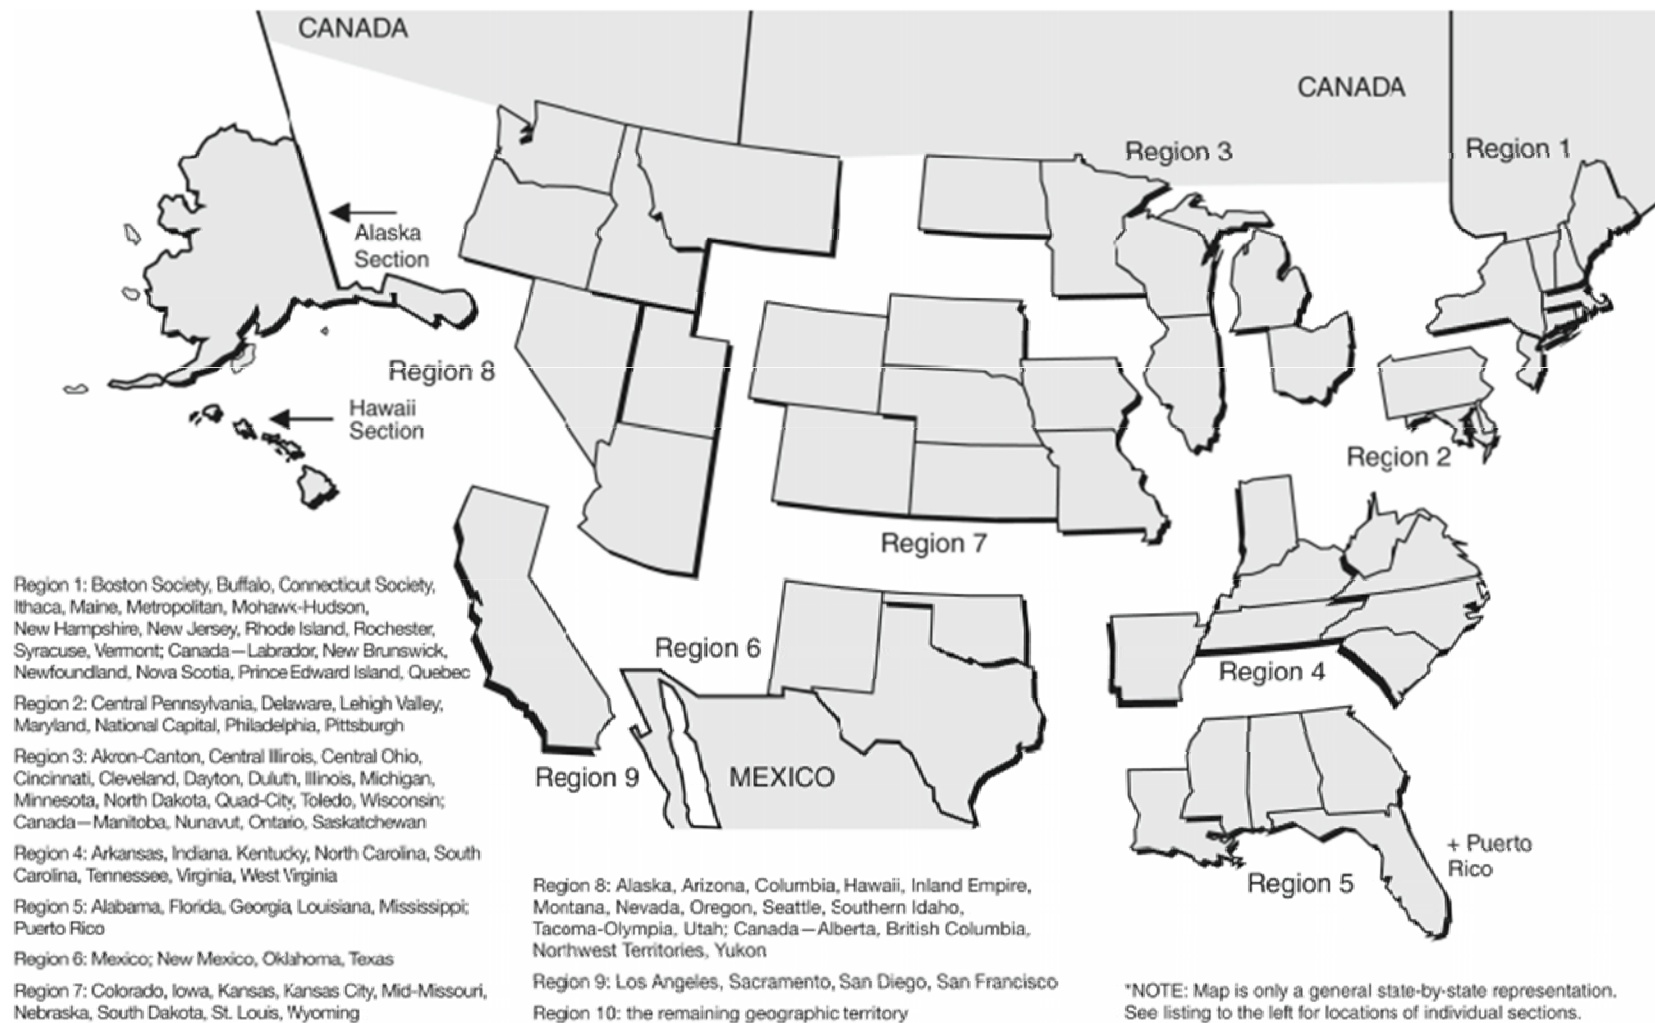 CANADA
CANADA
Region 3
Region 1
Alaska
Section
Region 8
Hawaii
Section
Region 2
Region 7
Region 6
Region 4
Region 9
MEXICO
+ Puerto
Rico
Region 5
Region 1: Boston Society, Buffalo, Connecticut Society,
Ithaca, Maine, Metropolitan, Mohawk-Hudson,
New Hampshire, New Jersey, Rhode Island, Rochester,
Syracuse, Vermont; Canada—Labrador, New Brunswick,
Newfoundland, Nova Scotia, Prince Edward Island, Quebec
Region 2: Central Pennsylvania, Delaware, Lehigh Valley,
Maryland, National Capital, Philadelphia, Pittsburgh
Region 3: Akron-Canton, Central Illinois, Central Ohio,
Cincinnati, Cleveland, Dayton, Duluth, Illinois, Michigan,
Minnesota, North Dakota, Quad-City, Toledo, Wisconsin;
Canada—Manitoba, Nunavut, Ontario, Saskatchewan
Region 4: Arkansas, Indiana. Kentucky, North Carolina, South
Carolina, Tennessee, Virginia, West Virginia
Region 5: Alabama, Florida, Georgia, Louisiana, Mississippi;
Puerto Rico
Region 6: Mexico; New Mexico, Oklahoma, Texas
Region 7: Colorado, Iowa, Kansas, Kansas City, Mid-Missouri,
Nebraska, South Dakota, St. Louis, Wyoming
Region 8: Alaska, Arizona, Columbia, Hawaii, Inland Empire,
Montana, Nevada, Oregon, Seattle, Southern Idaho,
Tacoma-Olympia, Utah; Canada—Alberta, British Columbia,
Northwest Territories, Yukon
Region 9: Los Angeles, Sacramento, San Diego, San Francisco
Region 10: the remaining geographic territory
*NOTE: Map is only a general state-by-state representation.
See listing to the left for locations of individual sections.